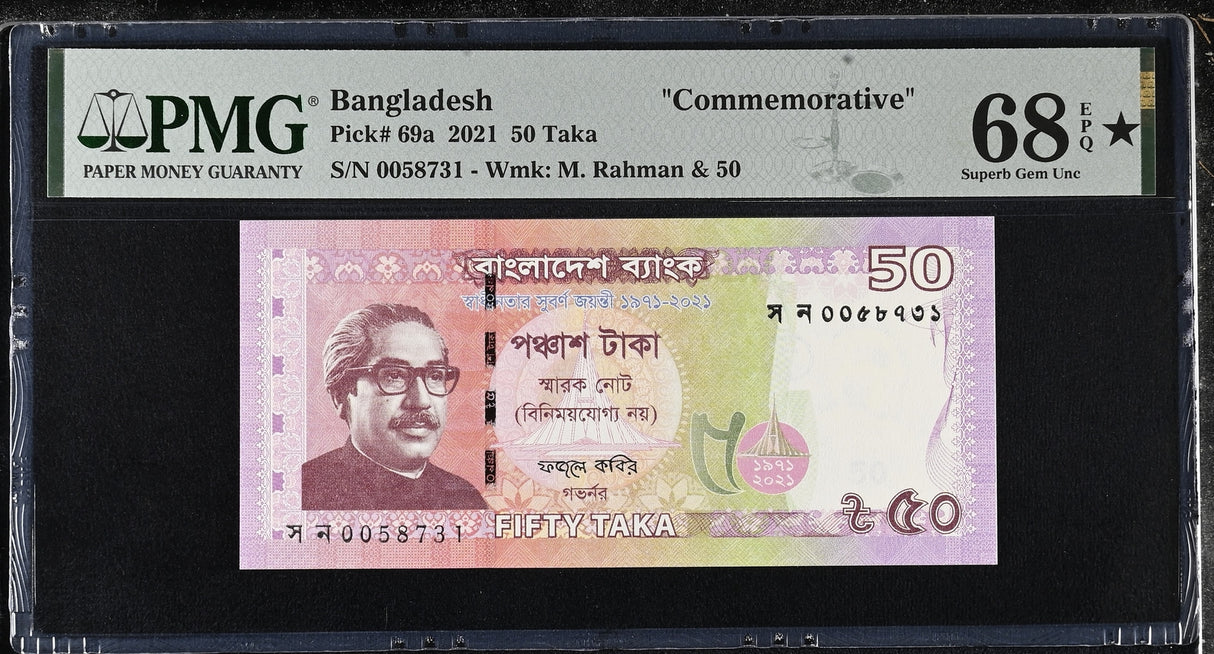 PMG®
PAPER MONEY GUARANTY
Bangladesh "Commemorative"
Pick# 69a 2021 50 Taka
S/N 0058731 - Wmk: M. Rahman & 50
68 EPQ ★
Superb Gem Unc
বাংলাদেশ ব্যাংক
50
স্বাধীনতার সুবর্ণ জয়ন্তী ১৯৭১-২০২১
স ন ০০৫৮৭৩১
পঞ্চাশ টাকা
স্মারক নোট
(বিনিময়যোগ্য নয়)
ফজলে কবির
গভর্নর
৫০
১৯৭১
২০২১
স ন 0058731
FIFTY TAKA
৳ ৫০